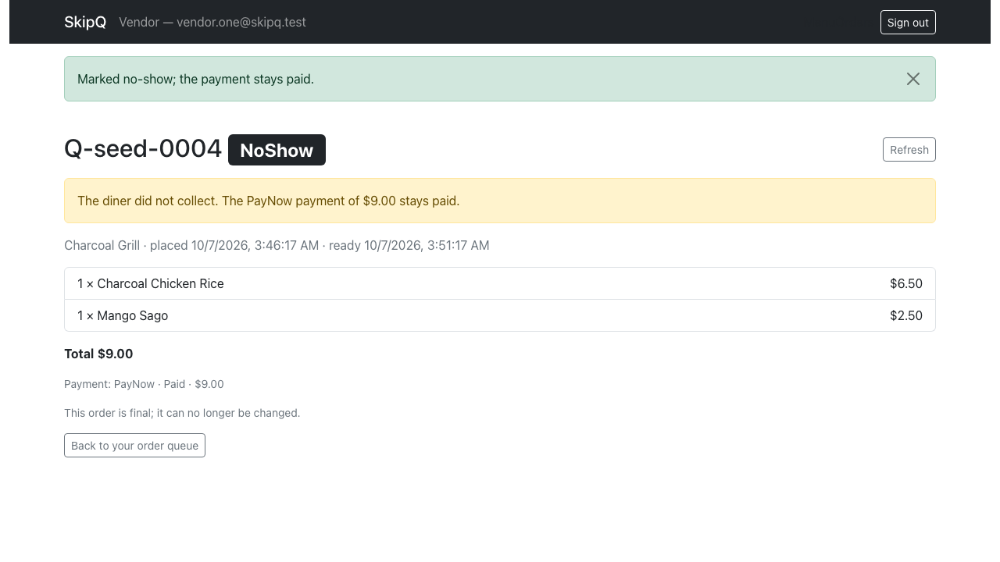 SkipQ Vendor — vendor.one@skipq.test Sign out
Marked no-show; the payment stays paid.
Q-seed-0004 NoShow Refresh
The diner did not collect. The PayNow payment of $9.00 stays paid.
Charcoal Grill · placed 10/7/2026, 3:46:17 AM · ready 10/7/2026, 3:51:17 AM
1 × Charcoal Chicken Rice $6.50
1 × Mango Sago $2.50
Total $9.00
Payment: PayNow · Paid · $9.00
This order is final; it can no longer be changed.
Back to your order queue